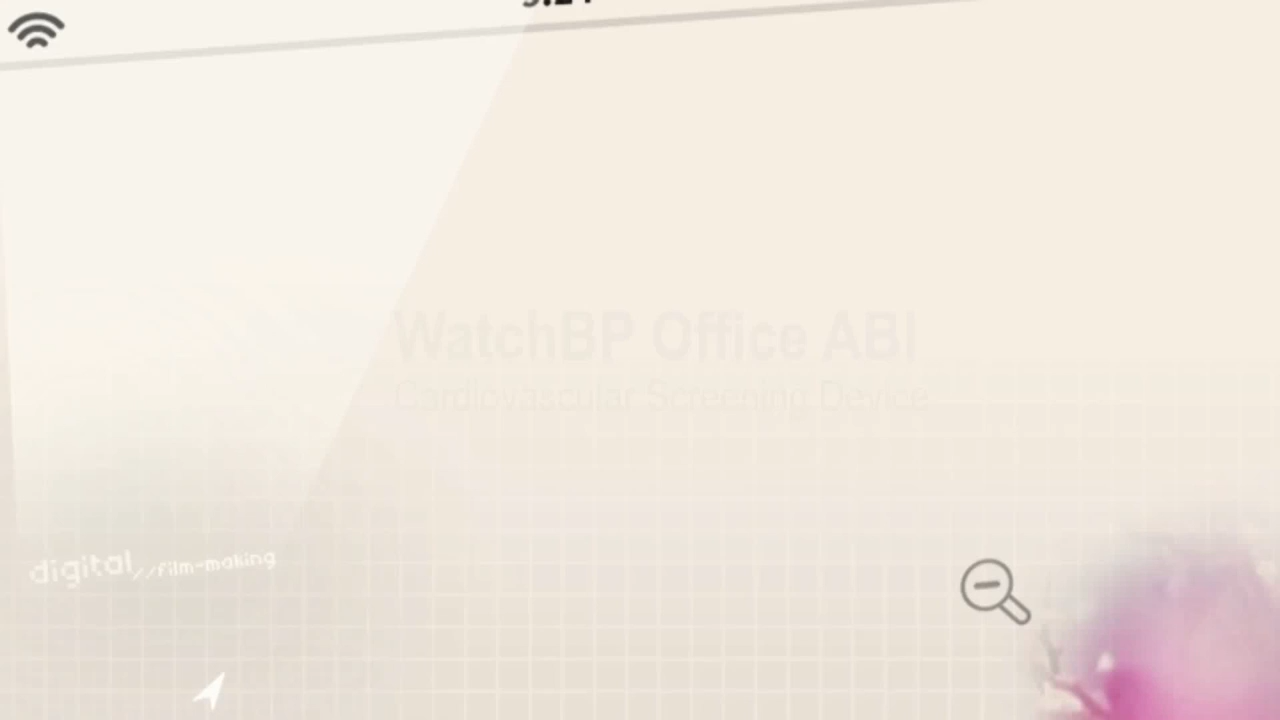 WatchBP Office ABI
Cardiovascular Screening Device
digital//film-making